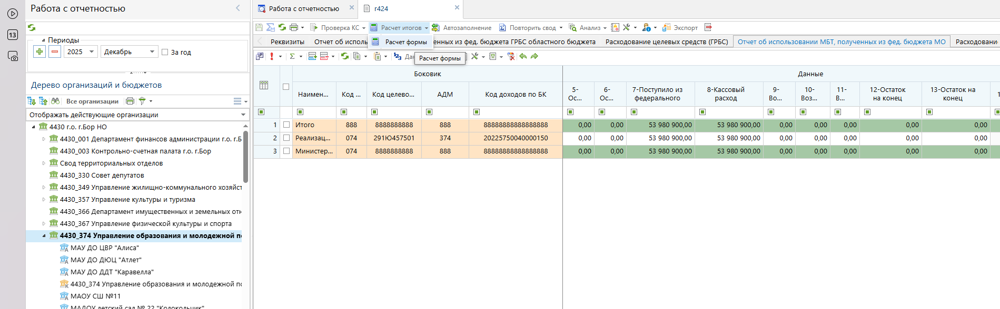 Работа с отчетностью
Периоды
2025 Декабрь За год
Дерево организаций и бюджетов
Все организации
Отображать действующие организации
4430 г.о. г.Бор НО
4430_001 Департамент финансов администрации г.о. г.Б
4430_003 Контрольно-счетная палата г.о. г.Бор
Свод территориальных отделов
4430_330 Совет депутатов
4430_349 Управление жилищно-коммунального хозяйст
4430_357 Управление культуры и туризма
4430_366 Департамент имущественных и земельных отн
4430_367 Управление физической культуры и спорта
4430_374 Управление образования и молодежной по
МАУ ДО ЦВР "Алиса"
МАУ ДО ДЮЦ "Атлет"
МАУ ДО ДДТ "Каравелла"
4430_374 Управление образования и молодежной по
МАОУ СШ №11
МАДОУ детский сад № 22 "Колокольчик"
13
Работа с отчетностью r424
Проверка КС Расчет итогов Автозаполнение Повторить свод Анализ Экспорт
Реквизиты Отчет об исполь Расчет формы енных из фед. бюджета ГРБС областного бюджета Расходование целевых средств (ГРБС) Отчет об использовании МБТ, полученных из фед. бюджета МО Расходовани
Дан Расчет формы
Боковик Данные
Наимен... Код ... Код целево... АДМ Код доходов по БК 5-Ос... 6-Ос... 7-Поступило из федерального 8-Кассовый расход 9-Во... 10-Воз... 11-В... 12-Остаток на конец 13-Остаток на конец 1
1 Итого 888 8888888888 888 88888888888888888 0,00 0,00 53 980 900,00 53 980 900,00 0,00 0,00 0,00 0,00 0,00
2 Реализац... 074 291Ю457501 374 20225750040000150 0,00 0,00 53 980 900,00 53 980 900,00 0,00 0,00 0,00 0,00 0,00
3 Министер... 074 8888888888 888 88888888888888888 0,00 0,00 53 980 900,00 53 980 900,00 0,00 0,00 0,00 0,00 0,00